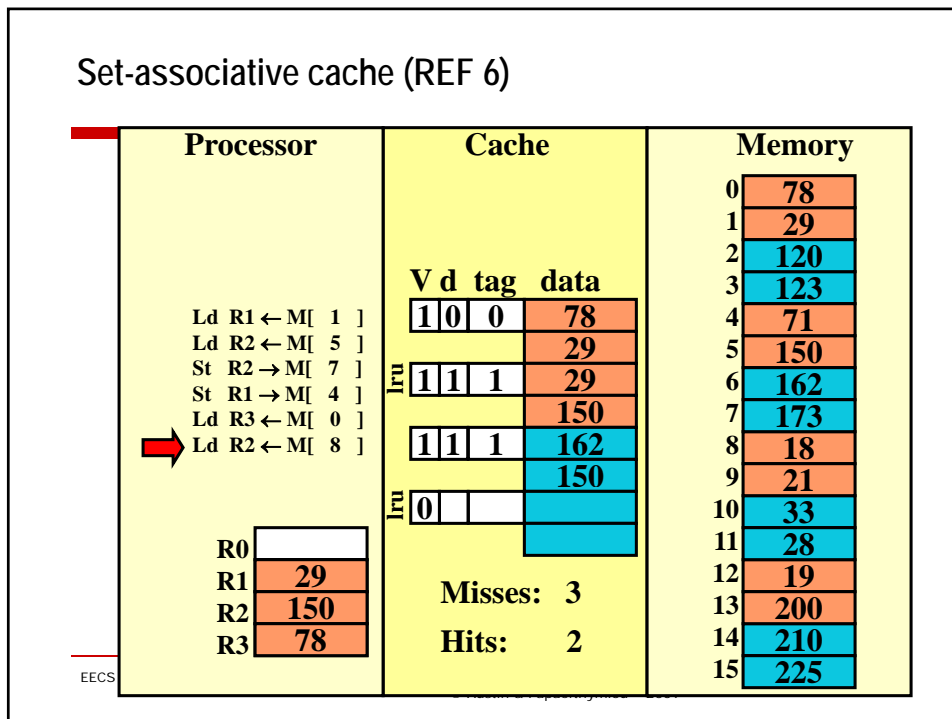 Set-associative cache (REF 6)
Processor
Ld R1 ← M[ 1 ]
Ld R2 ← M[ 5 ]
St R2 → M[ 7 ]
St R1 → M[ 4 ]
Ld R3 ← M[ 0 ]
Ld R2 ← M[ 8 ]
R0
R1 29
R2 150
R3 78
Cache
V d tag data
1 0 0 78
29
lru 1 1 1 29
150
1 1 1 162
150
lru 0
Misses: 3
Hits: 2
Memory
0 78
1 29
2 120
3 123
4 71
5 150
6 162
7 173
8 18
9 21
10 33
11 28
12 19
13 200
14 210
15 225
EECS